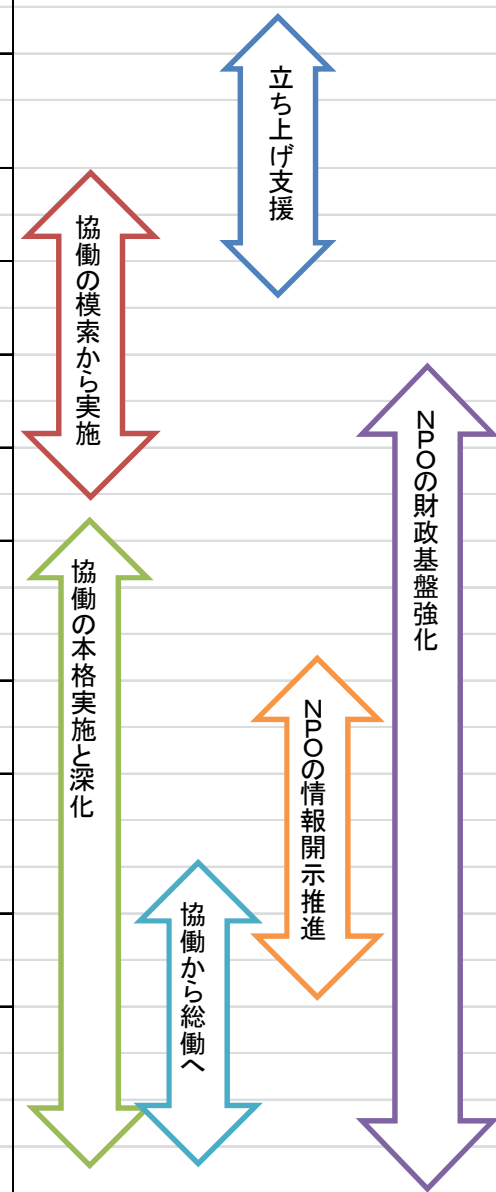 立ち上げ支援
協働の模索から実施
NPOの財政基盤強化
協働の本格実施と深化
NPOの情報開示推進
協働から総働へ